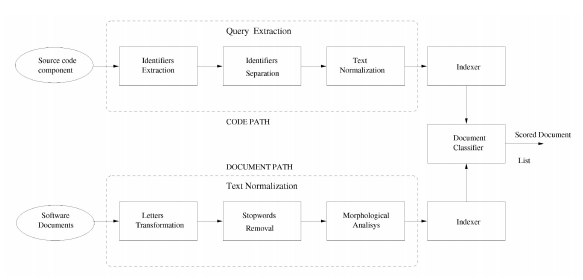 Query Extraction
Source code
component
Identifiers
Extraction
Identifiers
Separation
Text
Normalization
Indexer
CODE PATH
Document
Classifier
Scored Document
List
DOCUMENT PATH
Text Normalization
Software
Documents
Letters
Transformation
Stopwords
Removal
Morphological
Analisys
Indexer